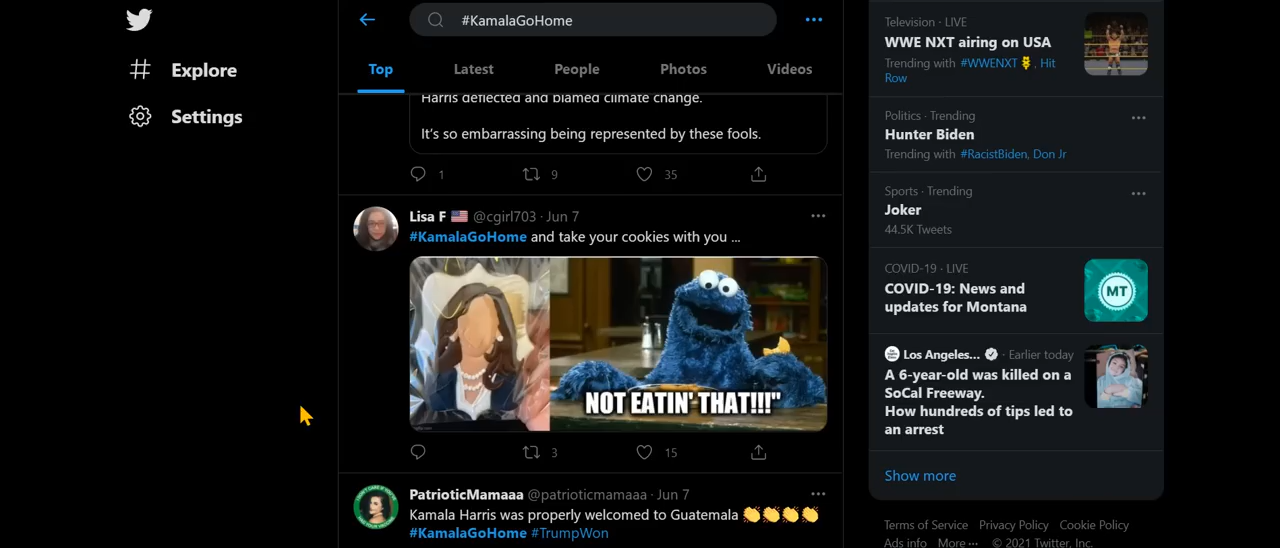 #KamalaGoHome
Explore
Settings
Top
Latest
People
Photos
Videos
Harris deflected and blamed climate change.
It's so embarrassing being represented by these fools.
1
9
35
Lisa F 🇺🇸 @cgirl703 · Jun 7
#KamalaGoHome and take your cookies with you ...
NOT EATIN' THAT!!!"
3
15
PatrioticMamaaa @patrioticmamaaa · Jun 7
Kamala Harris was properly welcomed to Guatemala 👏👏👏👏
#KamalaGoHome #TrumpWon
Television · LIVE
WWE NXT airing on USA
Trending with #WWENXT, Hit
Row
Politics · Trending
Hunter Biden
Trending with #RacistBiden, Don Jr
Sports · Trending
Joker
44.5K Tweets
COVID-19 · LIVE
COVID-19: News and
updates for Montana
MT
Los Angeles... · Earlier today
A 6-year-old was killed on a
SoCal Freeway.
How hundreds of tips led to
an arrest
Show more
Terms of Service
Privacy Policy
Cookie Policy
Ads info
More ···
© 2021 Twitter, Inc.